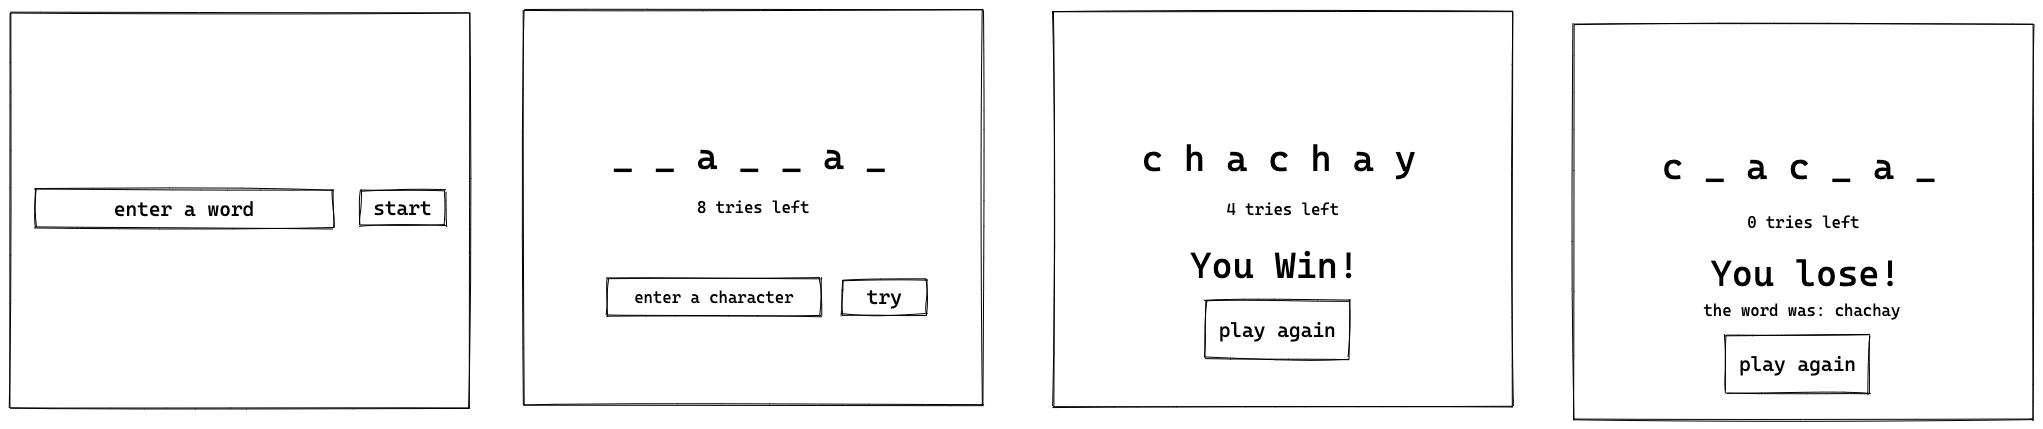 enter a word
start
_ _ a _ _ a _
8 tries left
enter a character
try
c h a c h a y
4 tries left
You Win!
play again
c _ a c _ a _
0 tries left
You lose!
the word was: chachay
play again